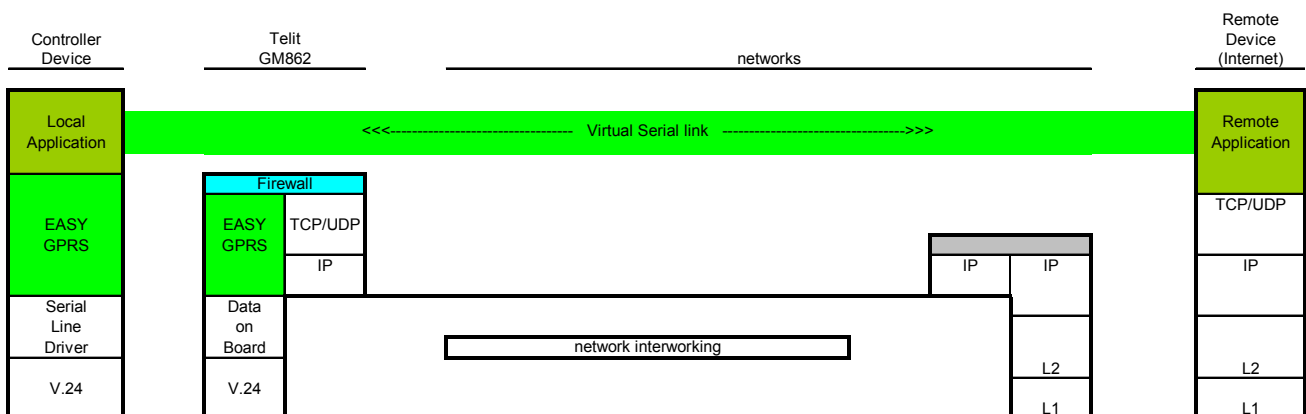 Controller
Device
Telit
GM862
networks
Remote
Device
(Internet)
Local
Application
<<<---------------------------------- Virtual Serial link ---------------------------------->>>
Remote
Application
Firewall
EASY
GPRS
EASY
GPRS
TCP/UDP
TCP/UDP
IP
IP
IP
IP
Serial
Line
Driver
Data
on
Board
network interworking
L2
L2
V.24
V.24
L1
L1